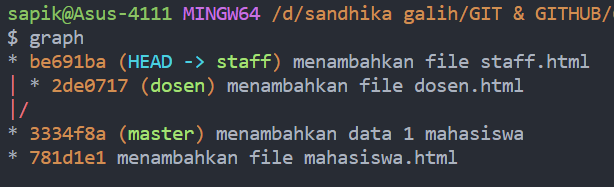 sapik@Asus-4111 MINGW64 /d/sandhika galih/GIT & GITHUB/
$ graph
* be691ba (HEAD -> staff) menambahkan file staff.html
| * 2de0717 (dosen) menambahkan file dosen.html
|/
* 3334f8a (master) menambahkan data 1 mahasiswa
* 781d1e1 menambahkan file mahasiswa.html